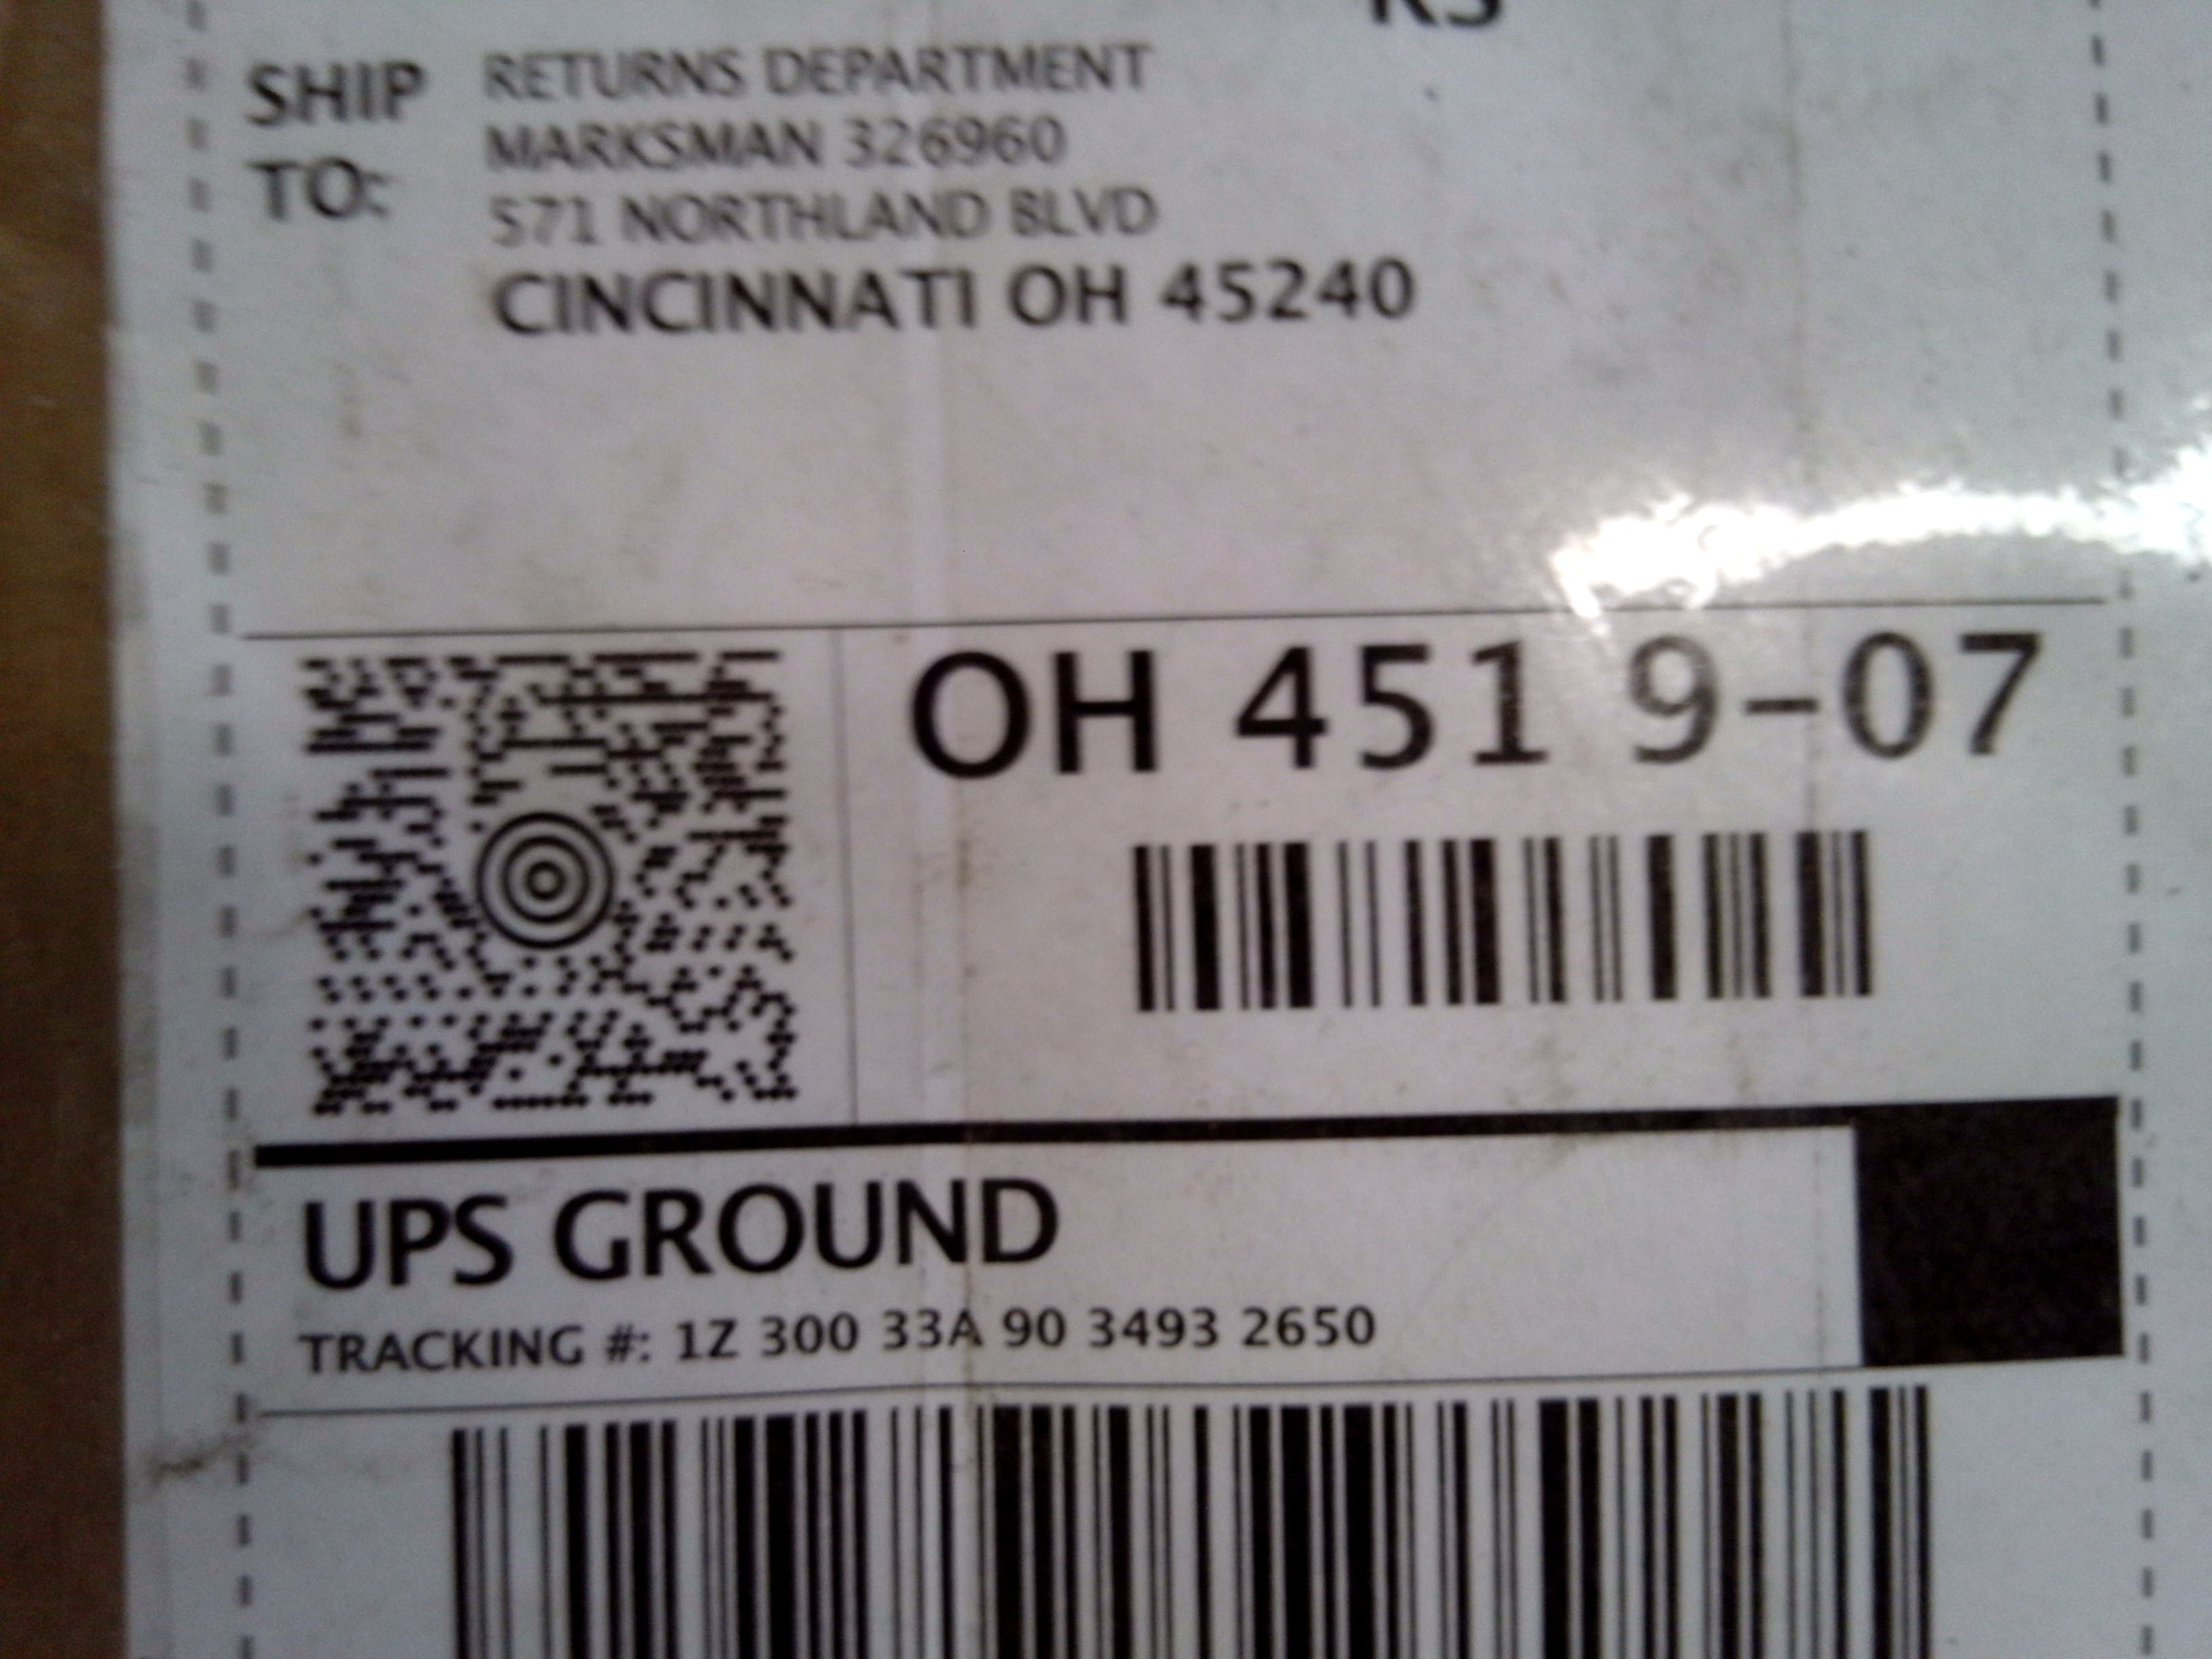 SHIP
TO:
RETURNS DEPARTMENT
MARKSMAN 326960
571 NORTHLAND BLVD
CINCINNATI OH 45240
OH 451 9-07
UPS GROUND
TRACKING #: 1Z 300 33A 90 3493 2650